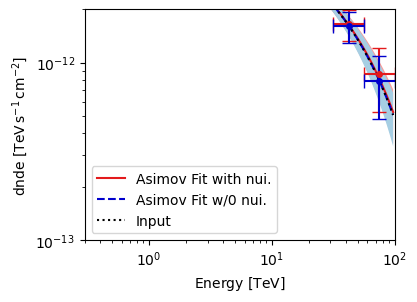 10⁻¹²
10⁻¹³
dnde [TeV s⁻¹ cm⁻²]
Asimov Fit with nui.
Asimov Fit w/0 nui.
Input
10⁰ 10¹ 10²
Energy [TeV]